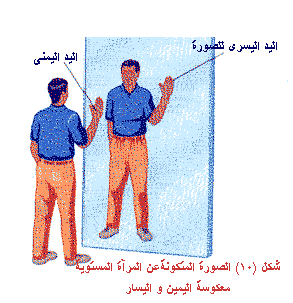 اليد اليسرى للصورة
اليد اليمنى
شكل (١٠) الصورة المتكونة عن المرآة المستوية
معكوسة اليمين و اليسار